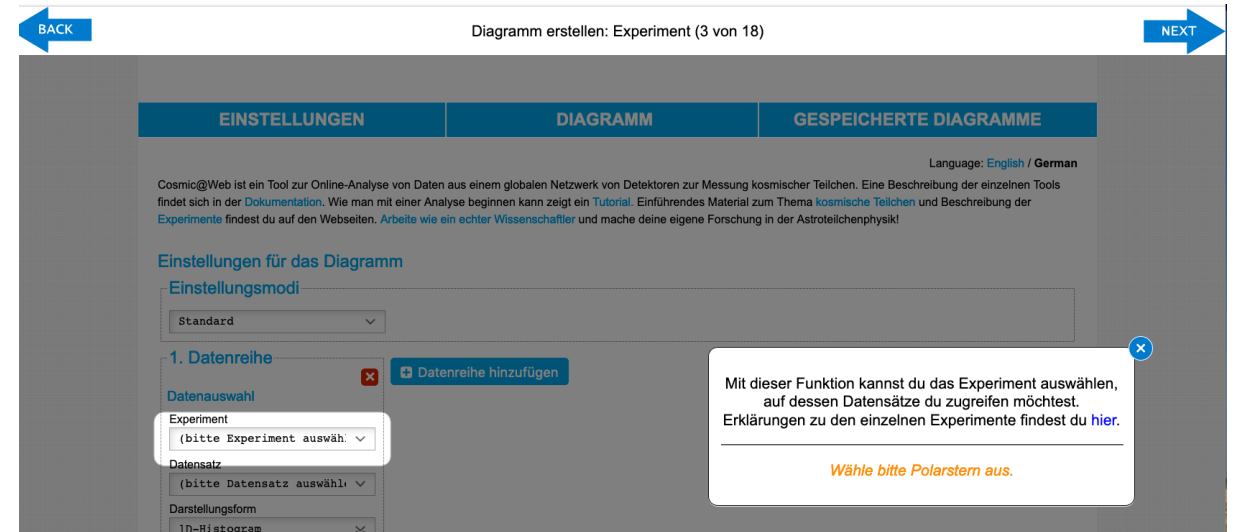 BACK
Diagramm erstellen: Experiment (3 von 18)
NEXT
EINSTELLUNGEN
DIAGRAMM
GESPEICHERTE DIAGRAMME
Language: English / German
Cosmic@Web ist ein Tool zur Online-Analyse von Daten aus einem globalen Netzwerk von Detektoren zur Messung kosmischer Teilchen. Eine Beschreibung der einzelnen Tools
findet sich in der Dokumentation. Wie man mit einer Analyse beginnen kann zeigt ein Tutorial. Einführendes Material zum Thema kosmische Teilchen und Beschreibung der
Experimente findest du auf den Webseiten. Arbeite wie ein echter Wissenschaftler und mache deine eigene Forschung in der Astroteilchenphysik!
Einstellungen für das Diagramm
Einstellungsmodi
Standard
1. Datenreihe
Datenreihe hinzufügen
Datenauswahl
Experiment
(bitte Experiment auswähl
Datensatz
(bitte Datensatz auswähle
Darstellungsform
1D-Histogram
Mit dieser Funktion kannst du das Experiment auswählen,
auf dessen Datensätze du zugreifen möchtest.
Erklärungen zu den einzelnen Experimente findest du hier.
Wähle bitte Polarstern aus.